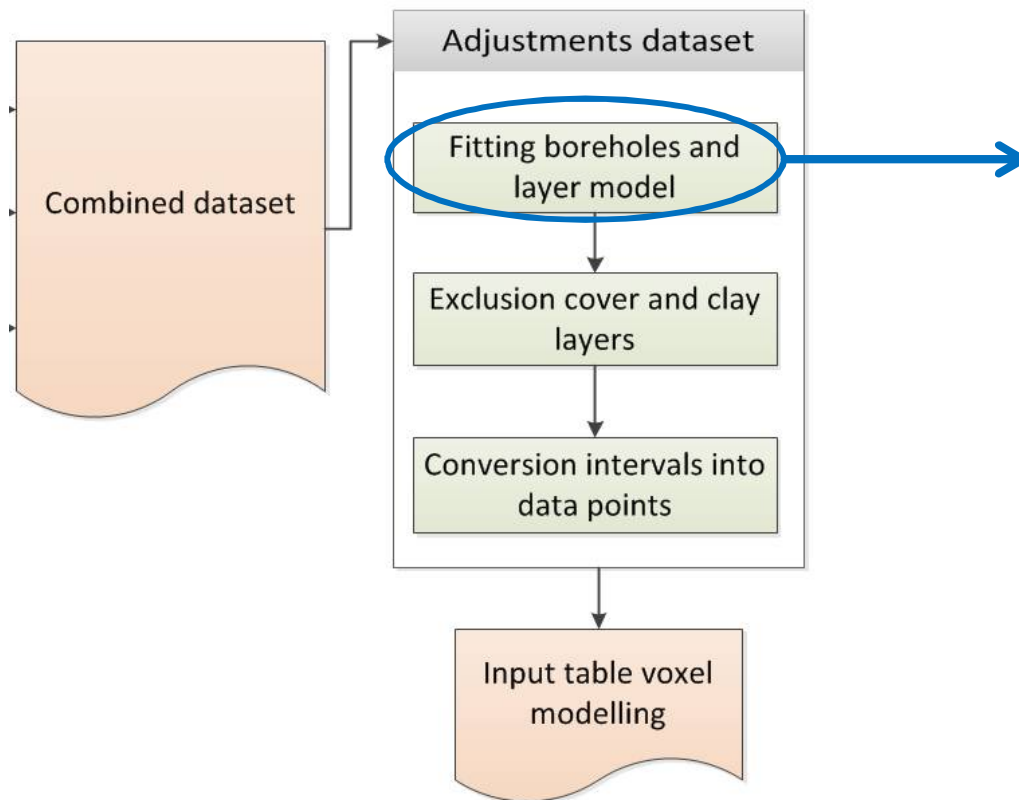 Combined dataset
Adjustments dataset
Fitting boreholes and
layer model
Exclusion cover and clay
layers
Conversion intervals into
data points
Input table voxel
modelling